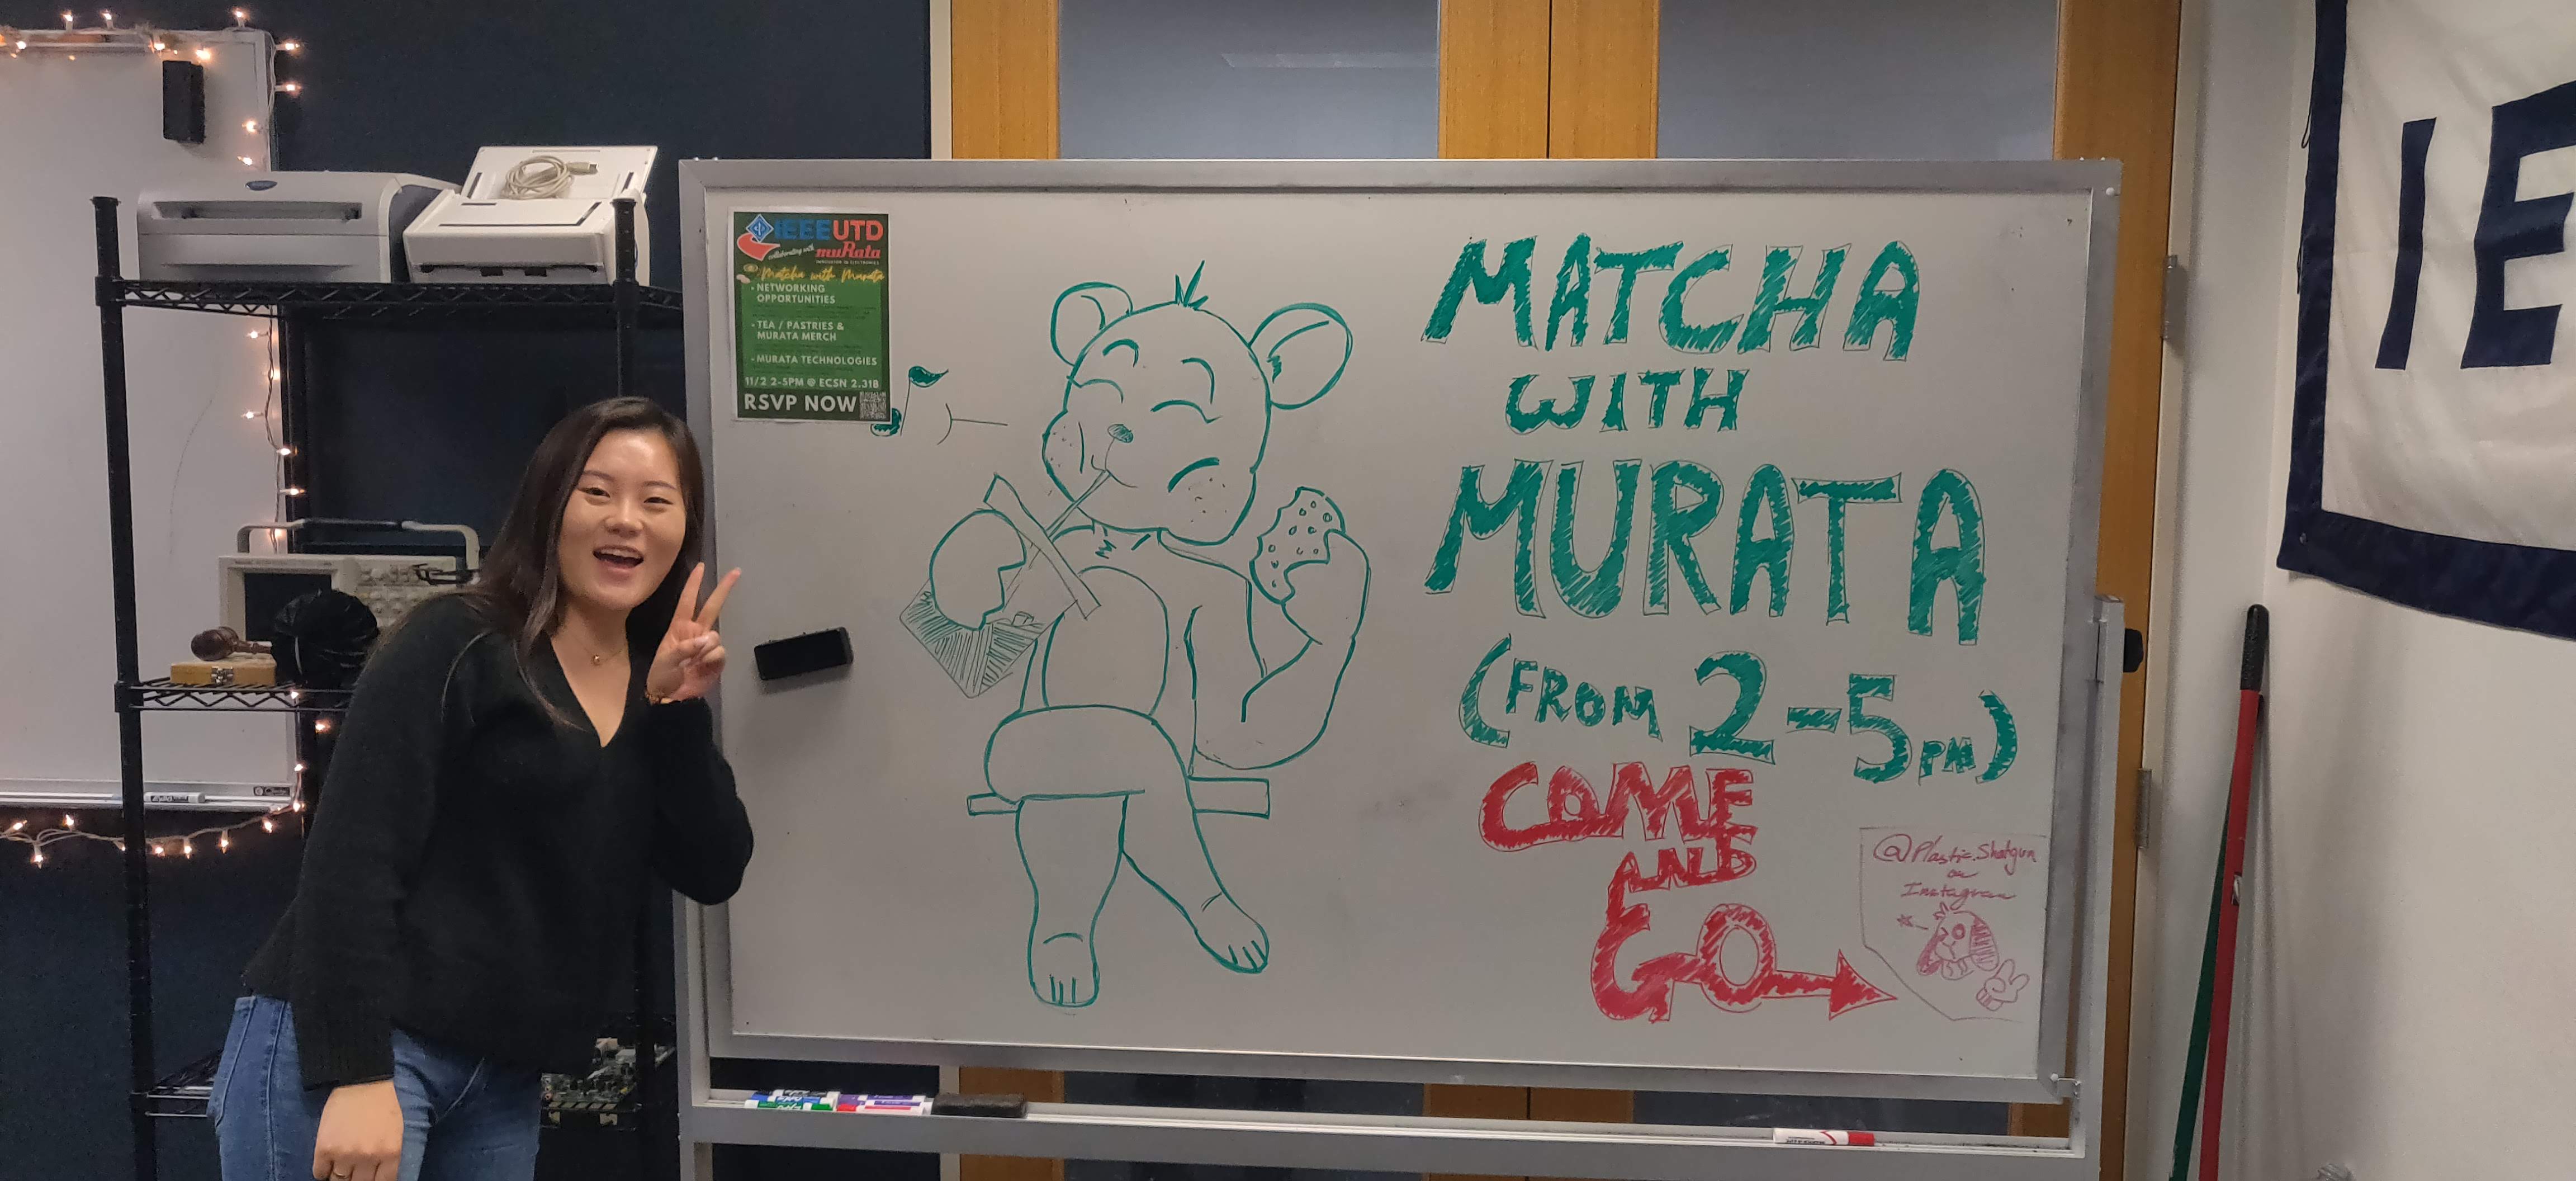 IEEEUTD
collaborating with
muRata
INNOVATION IN ELECTRONICS
Matcha with Murata
• NETWORKING
OPPORTUNITIES
• TEA / PASTRIES &
MURATA MERCH
• MURATA TECHNOLOGIES
11/2 2-5PM @ ECSN 2.318
RSVP NOW
MATCHA
WITH
MURATA
(FROM 2-5PM)
COME
AND
GO
@Plastic.Shotgun
on
Instagram
IE